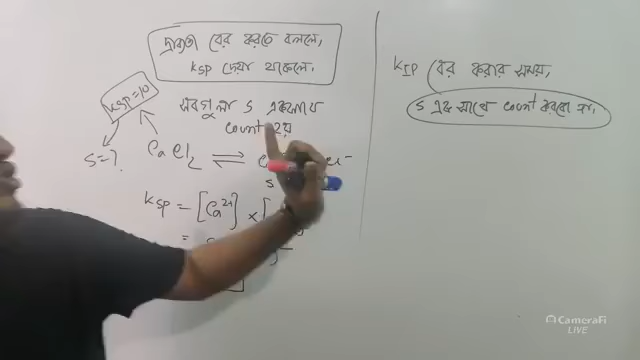 দ্রাব্যতা বের করতে বললে,
ksp দেয়া থাকলে.
ksp = 10
সবগুলা S একসাথে
count হয়
S = ?
CaCl2 ⇌
S
ksp = [Ca2+] × [
=
kIP বের করার সময়,
S এক সাথে count করবো না.
CameraFi
LIVE